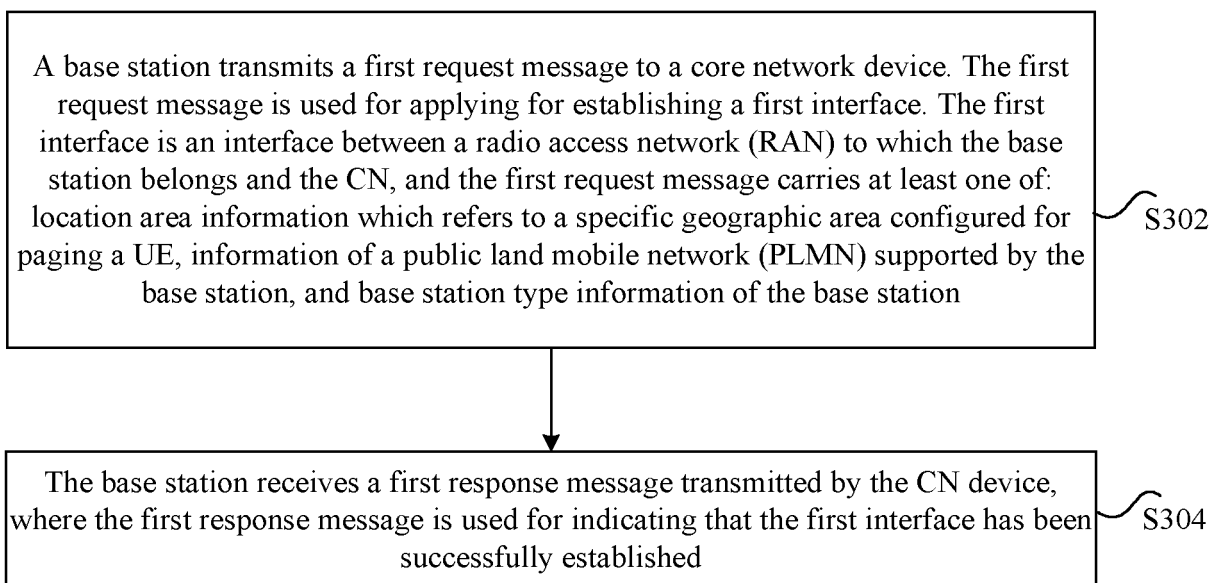 A base station transmits a first request message to a core network device. The first
request message is used for applying for establishing a first interface. The first
interface is an interface between a radio access network (RAN) to which the base
station belongs and the CN, and the first request message carries at least one of:
location area information which refers to a specific geographic area configured for
paging a UE, information of a public land mobile network (PLMN) supported by the
base station, and base station type information of the base station
S302
The base station receives a first response message transmitted by the CN device,
where the first response message is used for indicating that the first interface has been
successfully established
S304